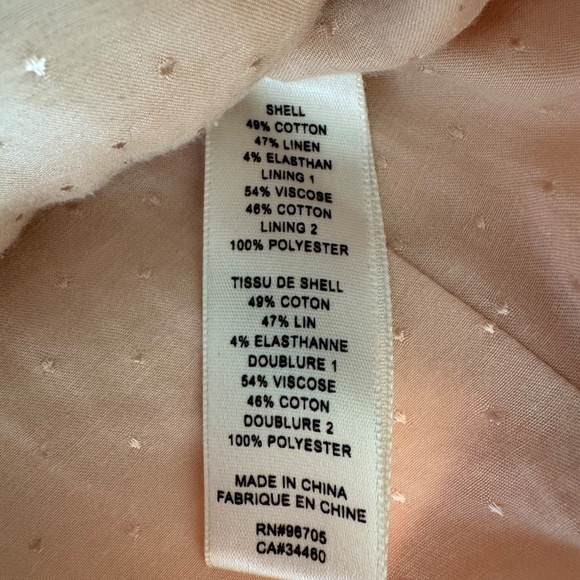 SHELL
49% COTTON
47% LINEN
4% ELASTHAN
LINING 1
54% VISCOSE
46% COTTON
LINING 2
100% POLYESTER
TISSU DE SHELL
49% COTON
47% LIN
4% ELASTHANNE
DOUBLURE 1
54% VISCOSE
46% COTON
DOUBLURE 2
100% POLYESTER
MADE IN CHINA
FABRIQUE EN CHINE
RN#96705
CA#34460